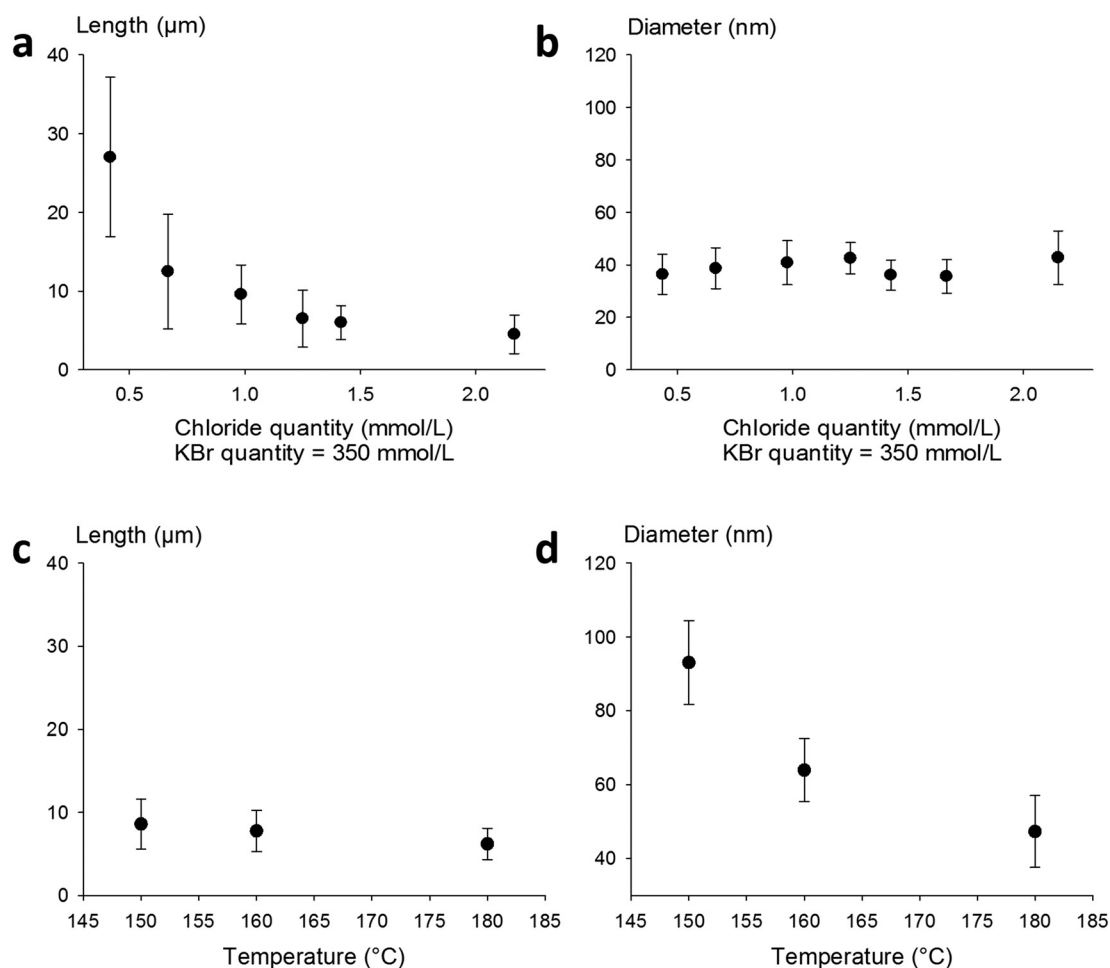 a
Length (µm)
40
30
20
10
0
0.5 1.0 1.5 2.0
Chloride quantity (mmol/L)
KBr quantity = 350 mmol/L
b
Diameter (nm)
120
100
80
60
40
20
0
0.5 1.0 1.5 2.0
Chloride quantity (mmol/L)
KBr quantity = 350 mmol/L
c
Length (µm)
40
30
20
10
0
145 150 155 160 165 170 175 180 185
Temperature (°C)
d
Diameter (nm)
120
100
80
60
40
145 150 155 160 165 170 175 180 185
Temperature (°C)